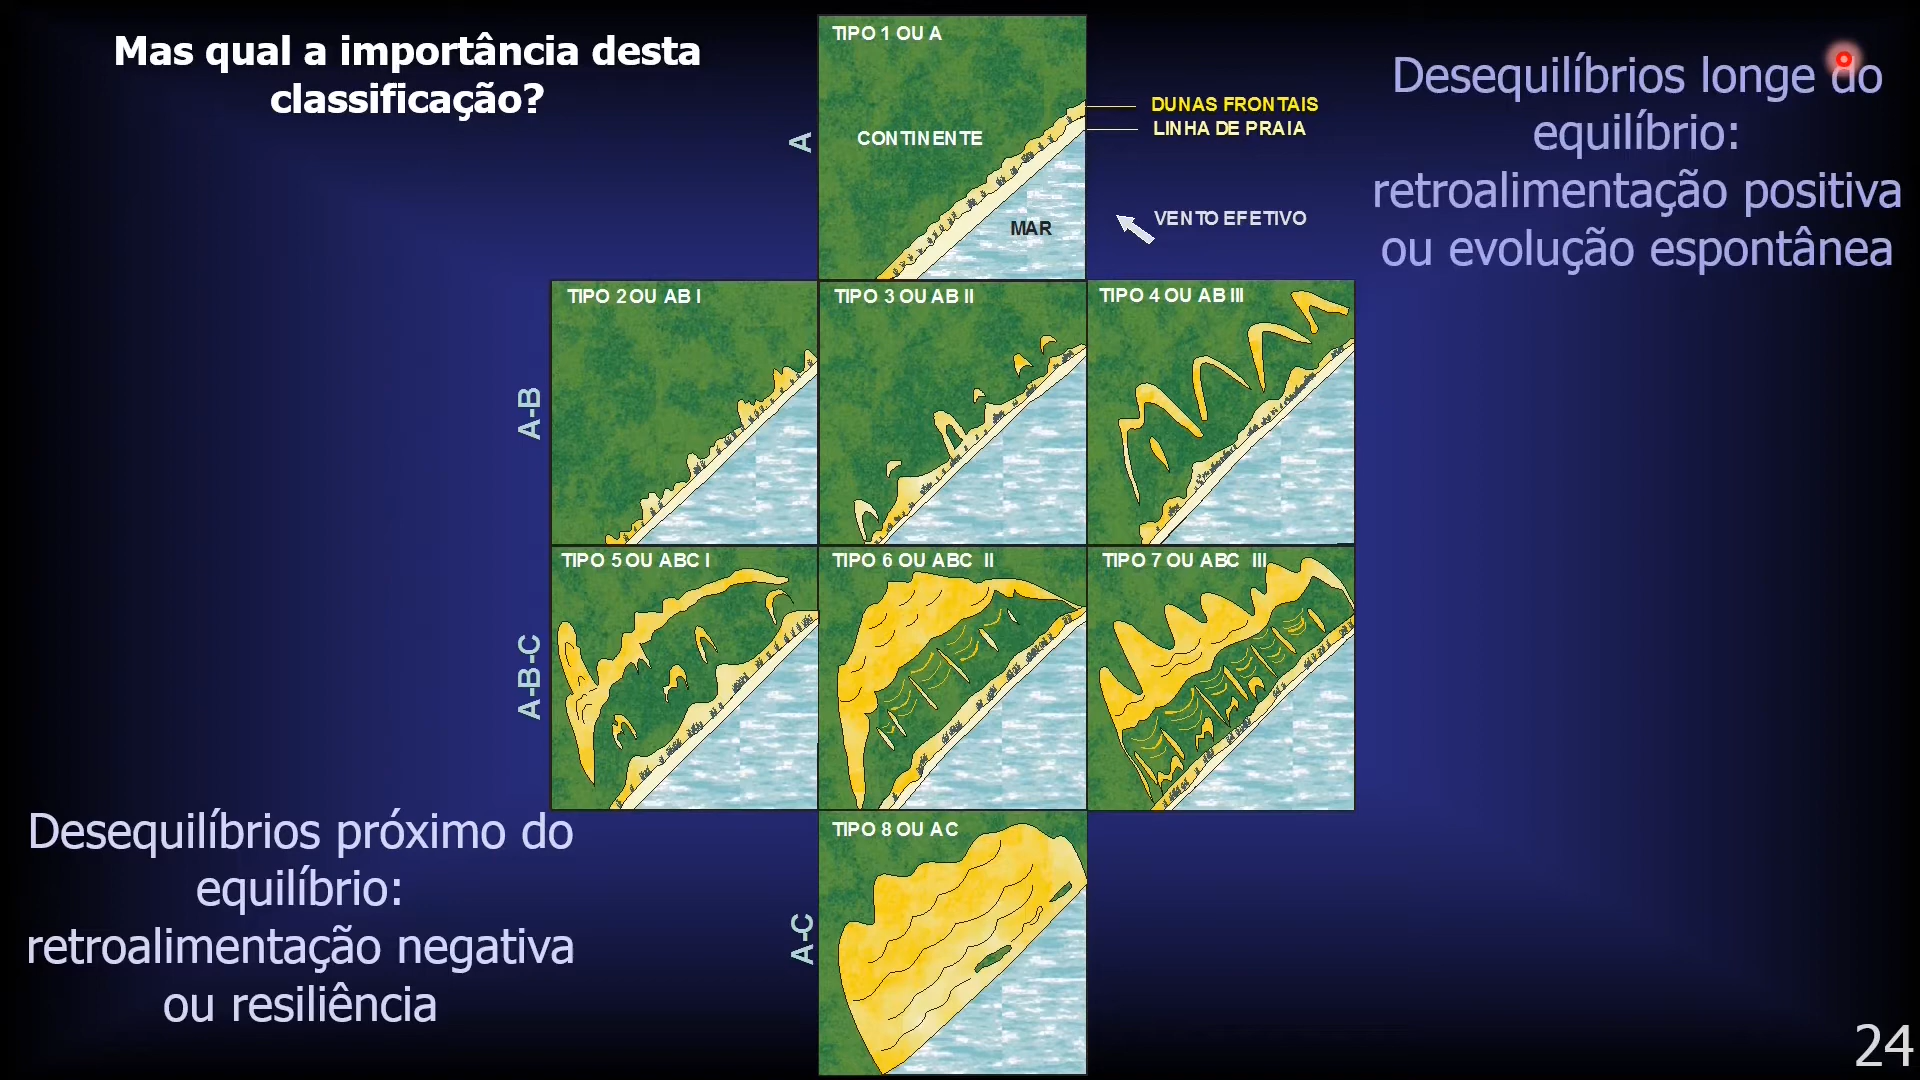 Mas qual a importância desta
classificação?
TIPO 1 OU A
DUNAS FRONTAIS
LINHA DE PRAIA
CONTINENTE
A
VENTO EFETIVO
MAR
Desequilíbrios longe do
equilíbrio:
retroalimentação positiva
ou evolução espontânea
TIPO 2 OU AB I
TIPO 3 OU AB II
TIPO 4 OU AB III
A-B
TIPO 5 OU ABC I
TIPO 6 OU ABC II
TIPO 7 OU ABC III
A-B-C
TIPO 8 OU AC
A-C
Desequilíbrios próximo do
equilíbrio:
retroalimentação negativa
ou resiliência
24